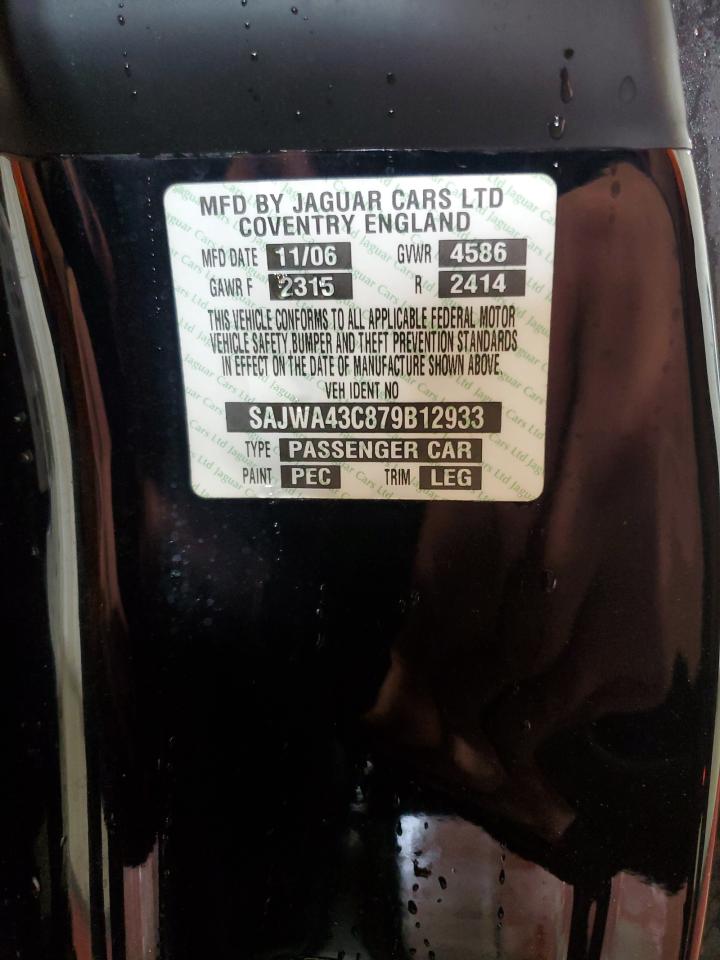 MFD BY JAGUAR CARS LTD
COVENTRY ENGLAND
MFD DATE 11/06 GVWR 4586
GAWR F 2315 R 2414
THIS VEHICLE CONFORMS TO ALL APPLICABLE FEDERAL MOTOR
VEHICLE SAFETY, BUMPER AND THEFT PREVENTION STANDARDS
IN EFFECT ON THE DATE OF MANUFACTURE SHOWN ABOVE.
VEH IDENT NO
SAJWA43C879B12933
TYPE PASSENGER CAR
PAINT PEC TRIM LEG